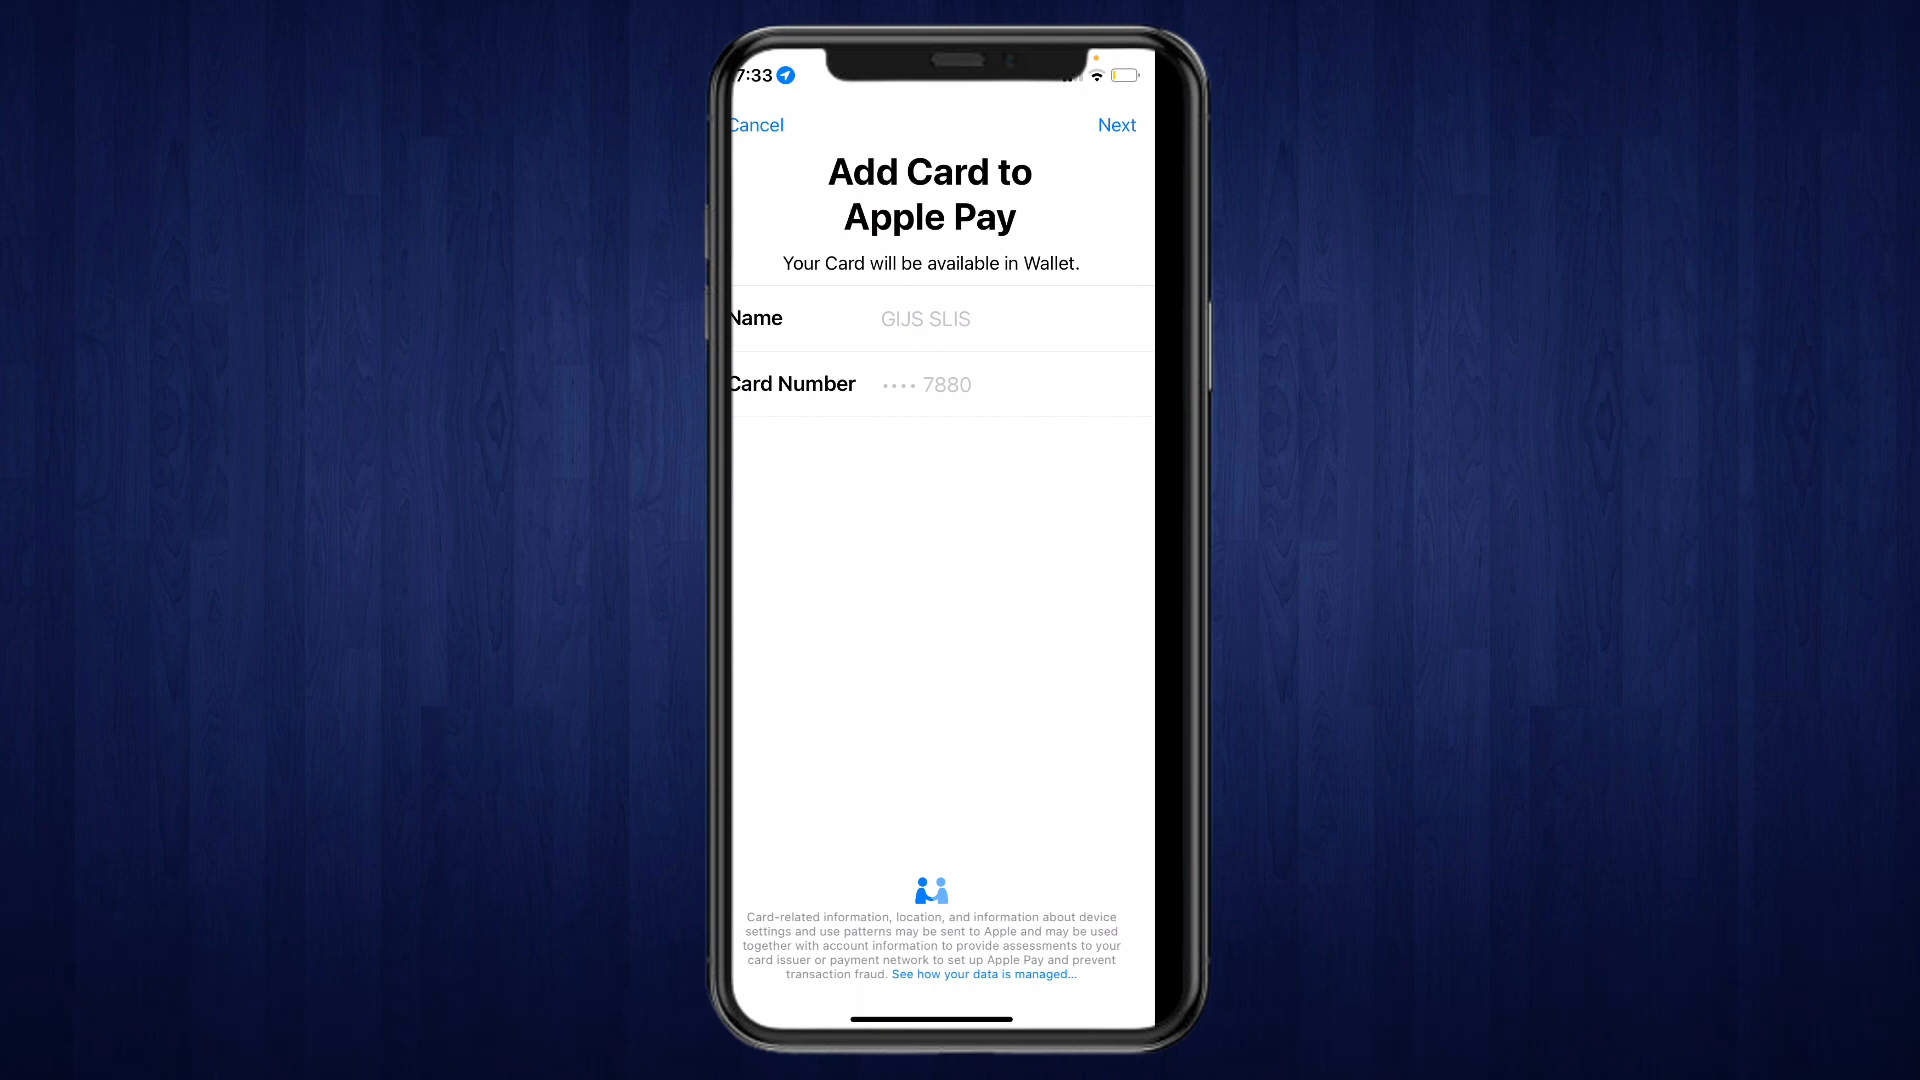 7:33
Cancel
Next
Add Card to
Apple Pay
Your Card will be available in Wallet.
Name GIJS SLIS
Card Number •••• 7880
Card-related information, location, and information about device
settings and use patterns may be sent to Apple and may be used
together with account information to provide assessments to your
card issuer or payment network to set up Apple Pay and prevent
transaction fraud. See how your data is managed...